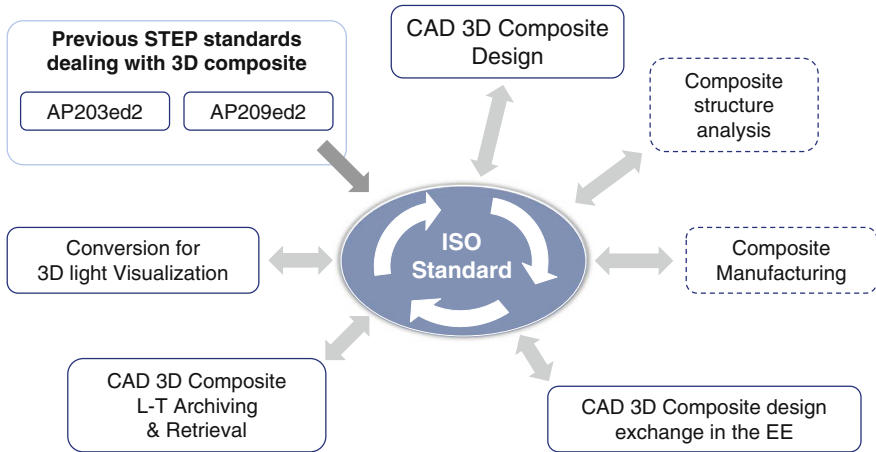 Previous STEP standards
dealing with 3D composite
AP203ed2
AP209ed2
CAD 3D Composite
Design
Composite
structure
analysis
Conversion for
3D light Visualization
ISO
Standard
Composite
Manufacturing
CAD 3D Composite
L-T Archiving
& Retrieval
CAD 3D Composite design
exchange in the EE